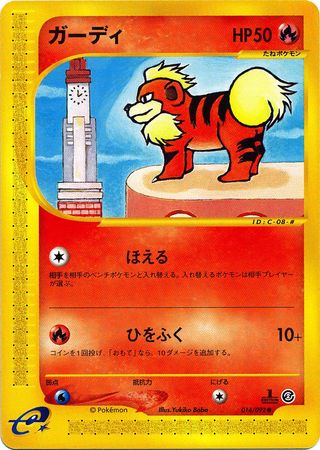 ガーディ
HP50
たねポケモン
ID:C-08-#
ほえる
相手を相手のベンチポケモンと入れ替える。入れ替えるポケモンは相手プレイヤー
が選ぶ。
ひをふく 10+
コインを1回投げ、「おもて」なら、10ダメージを追加する。
弱点 抵抗力 にげる
© Pokémon Illus.Yukiko Baba
1 EDITION
014/092
e